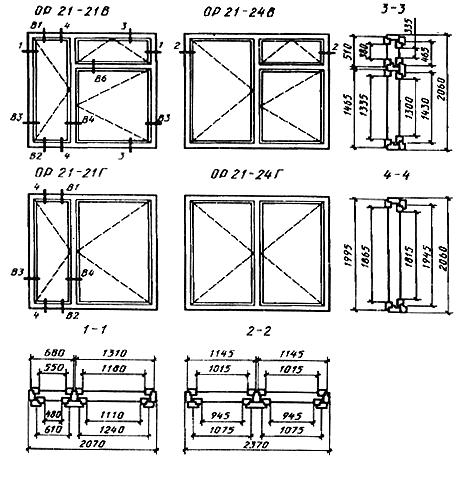 ОР 21-21В
ОР 21-24В
3-3
В1 4 3
1 1
2 2
В6
В3 В4 В3
В2 4 3
335
510 380 465
2060
1465 1335 1300 1430
ОР 21-21Г
ОР 21-24Г
4-4
4 В1
В3 В4
4 В2
1995 1865 1815 1945 2060
1-1
2-2
680 1310
550 1180
480 1110
610 1240
2070
1145 1145
1015 1015
945 945
1075 1075
2370